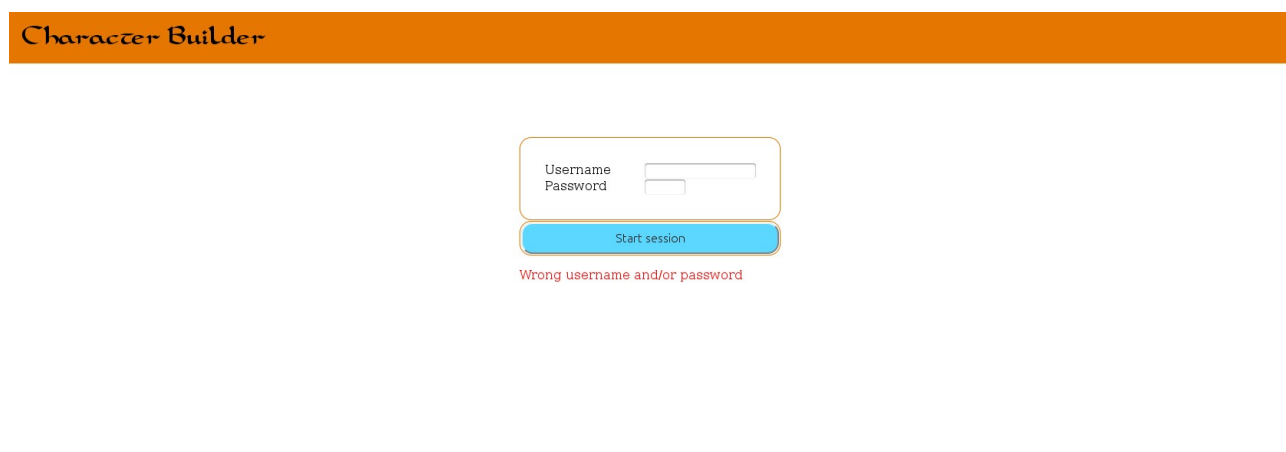 Character Builder
Username
Password
Start session
Wrong username and/or password